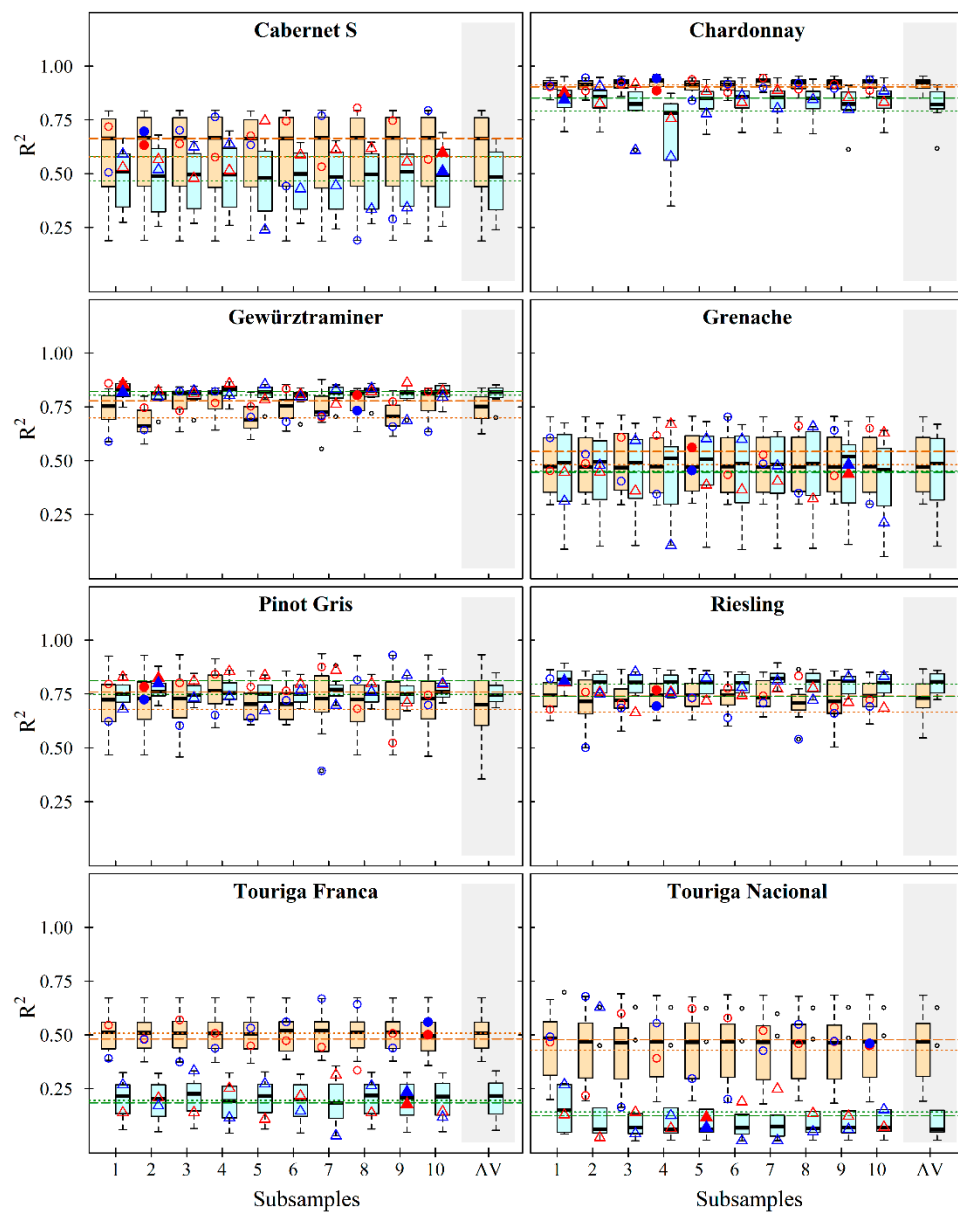 Cabernet S
Chardonnay
R²
1.00
0.75
0.50
0.25
Gewürztraminer
Grenache
R²
1.00
0.75
0.50
0.25
Pinot Gris
Riesling
R²
1.00
0.75
0.50
0.25
Touriga Franca
Touriga Nacional
R²
1.00
0.75
0.50
0.25
1 2 3 4 5 6 7 8 9 10 ΛV
1 2 3 4 5 6 7 8 9 10 ΛV
Subsamples
Subsamples